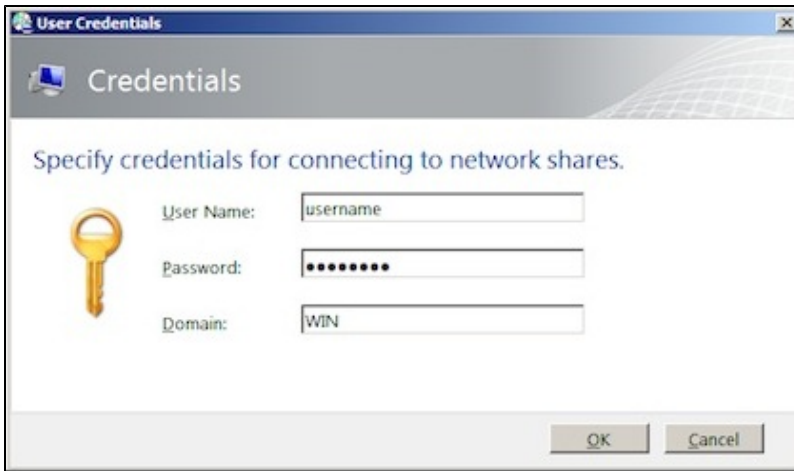 User Credentials
Credentials
Specify credentials for connecting to network shares.
User Name: username
Password: ●●●●●●●●
Domain: WIN
OK Cancel